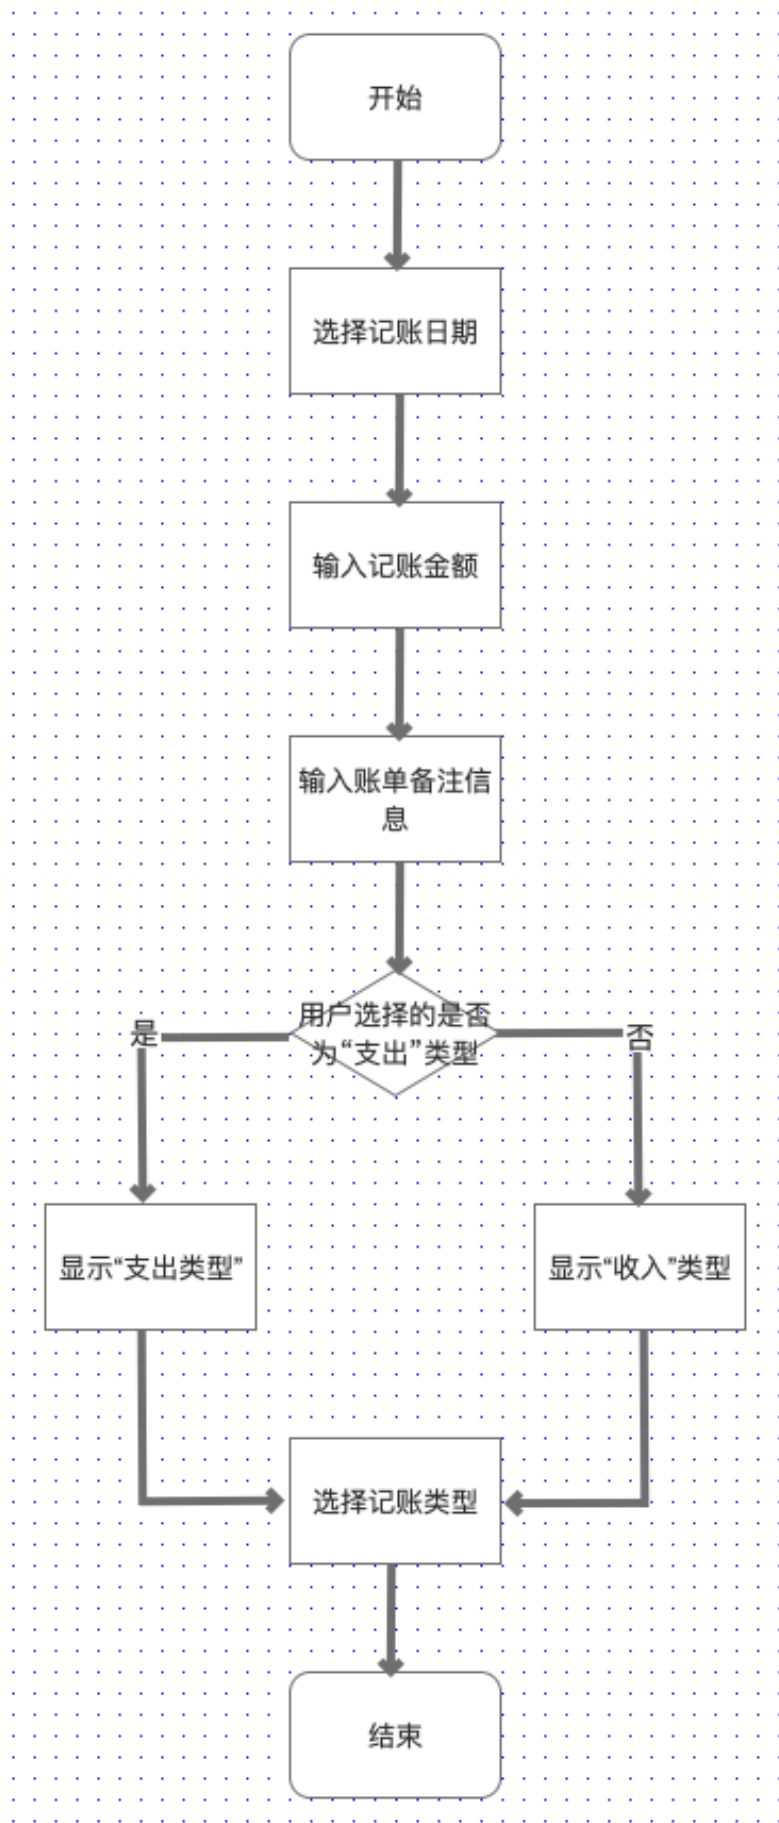 开始
选择记账日期
输入记账金额
输入账单备注信
息
用户选择的是否
为“支出”类型
是
否
显示“支出类型”
显示“收入”类型
选择记账类型
结束